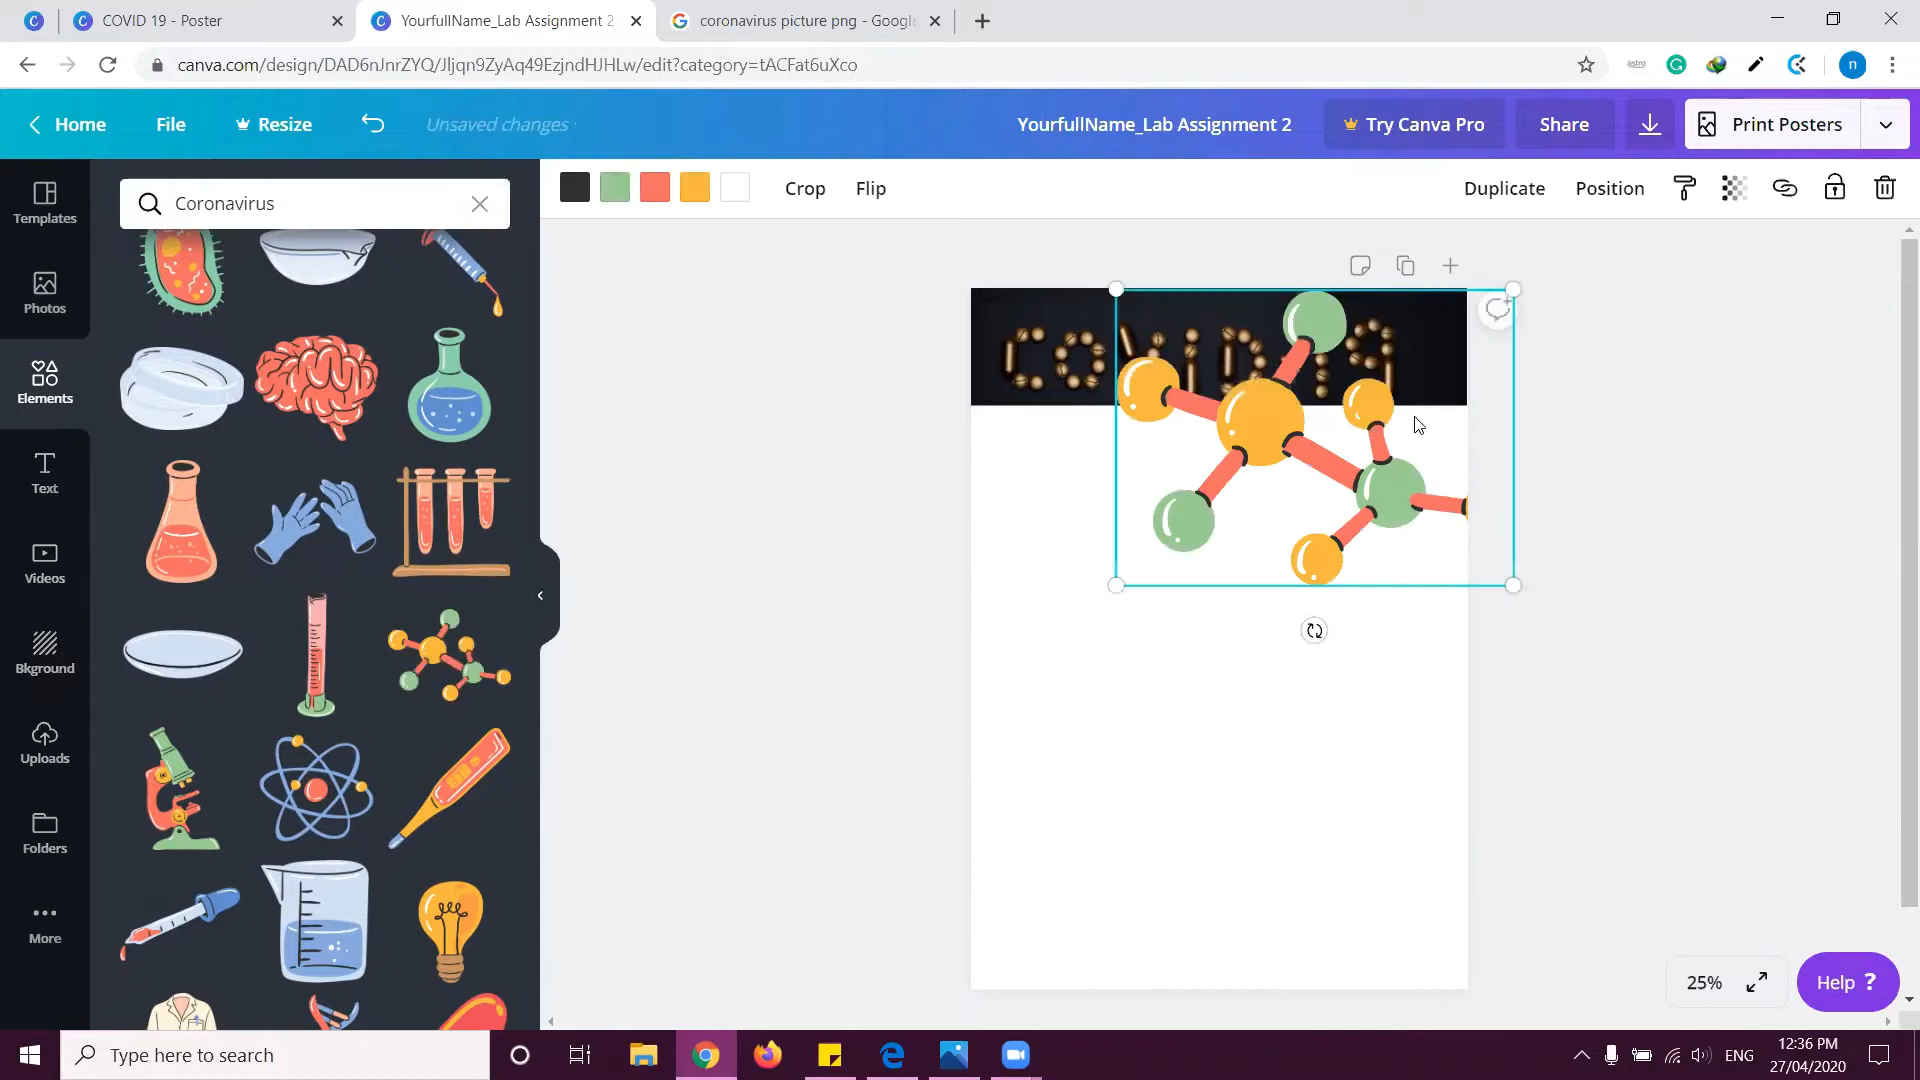 COVID 19 - Poster
YourfullName_Lab Assignment 2
coronavirus picture png - Google
canva.com/design/DAD6nJnrZYQ/Jljqn9ZyAq49EzjndHJHLw/edit?category=tACFat6uXco
astro
n
Home
File
Resize
Unsaved changes
YourfullName_Lab Assignment 2
Try Canva Pro
Share
Print Posters
Templates
Photos
Elements
Text
Videos
Bkground
Uploads
Folders
More
Coronavirus
Crop
Flip
Duplicate
Position
COVID 19
25%
Help ?
Type here to search
ENG
12:36 PM
27/04/2020